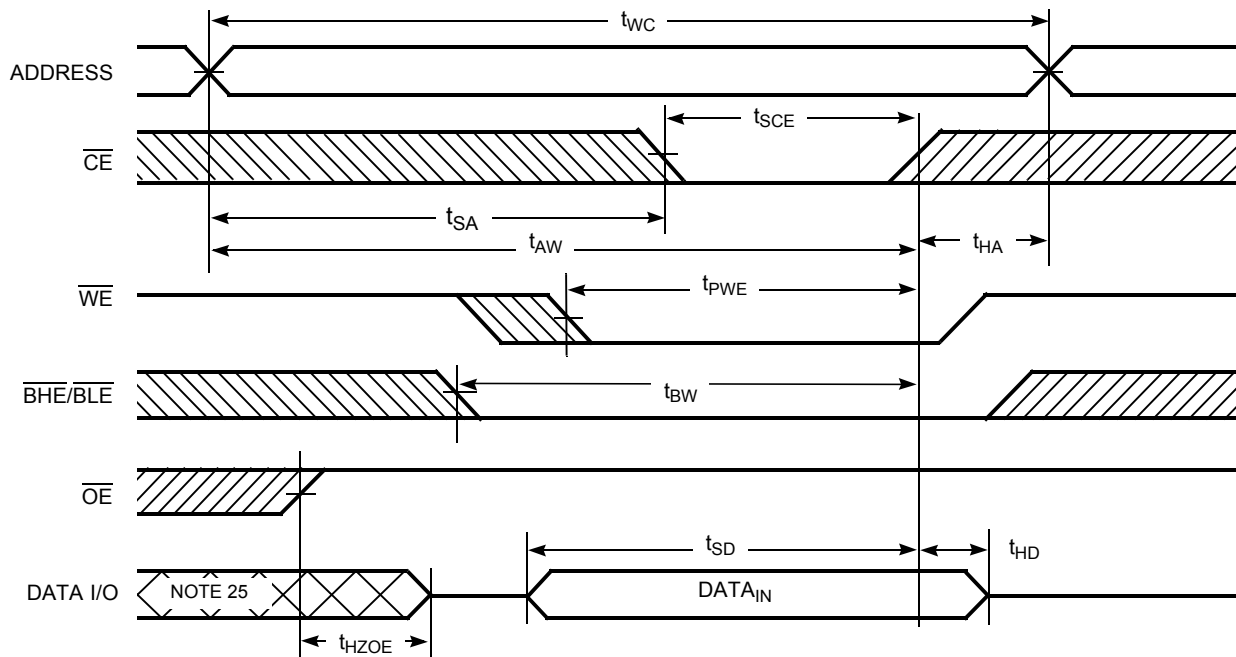 tWC
ADDRESS
tSCE
CE
tSA
tAW
tHA
WE
tPWE
BHE/BLE
tBW
OE
tSD
tHD
DATA I/O
NOTE 25
DATAIN
tHZOE